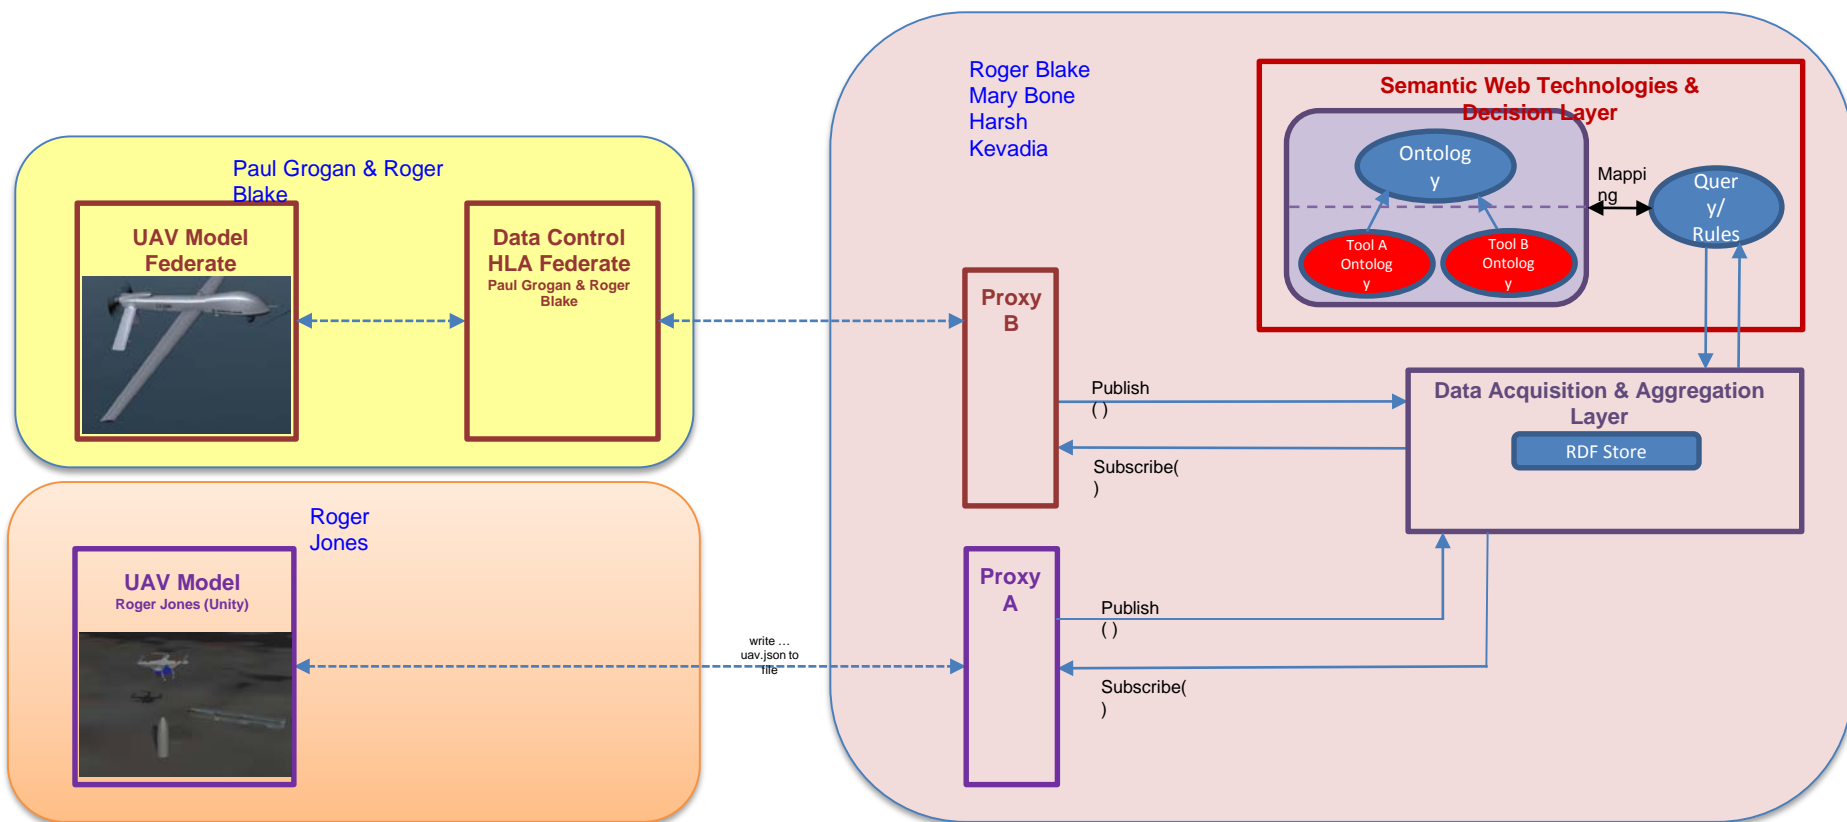 Roger Blake
Mary Bone
Harsh
Kevadia
Semantic Web Technologies &
Decision Layer
Ontolog
y
Mappi
ng
Quer
y/
Rules
Tool A
Ontolog
y
Tool B
Ontolog
y
Paul Grogan & Roger
Blake
UAV Model
Federate
Data Control
HLA Federate
Paul Grogan & Roger
Blake
Proxy
B
Publish
( )
Subscribe(
)
Data Acquisition & Aggregation
Layer
RDF Store
Roger
Jones
UAV Model
Roger Jones (Unity)
write ...
uav.json to
file
Proxy
A
Publish
( )
Subscribe(
)